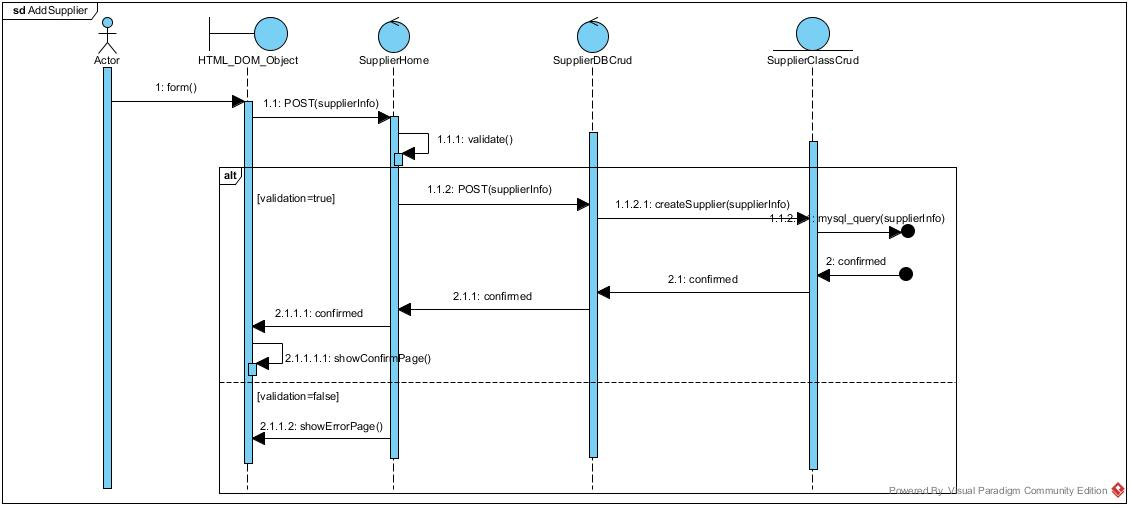 sd AddSupplier
Actor
HTML_DOM_Object
SupplierHome
SupplierDBCrud
SupplierClassCrud
1: form()
1.1: POST(supplierInfo)
1.1.1: validate()
alt
[validation=true]
1.1.2: POST(supplierInfo)
1.1.2.1: createSupplier(supplierInfo)
mysql_query(supplierInfo)
2: confirmed
2.1: confirmed
2.1.1: confirmed
2.1.1.1: confirmed
2.1.1.1.1: showConfirmPage()
[validation=false]
2.1.1.2: showErrorPage()
Powered By Visual Paradigm Community Edition